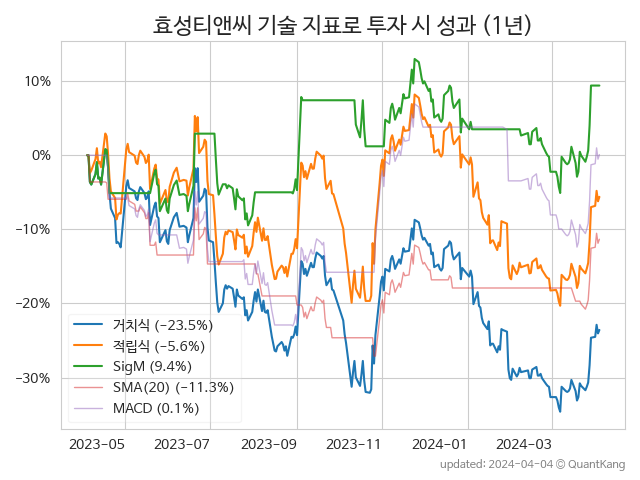 효성티앤씨 기술 지표로 투자 시 성과 (1년)
10%
0%
−10%
−20%
−30%
거치식 (−23.5%)
적립식 (−5.6%)
SigM (9.4%)
SMA(20) (−11.3%)
MACD (0.1%)
2023−05
2023−07
2023−09
2023−11
2024−01
2024−03
updated: 2024−04−04 ⓒ QuantKang